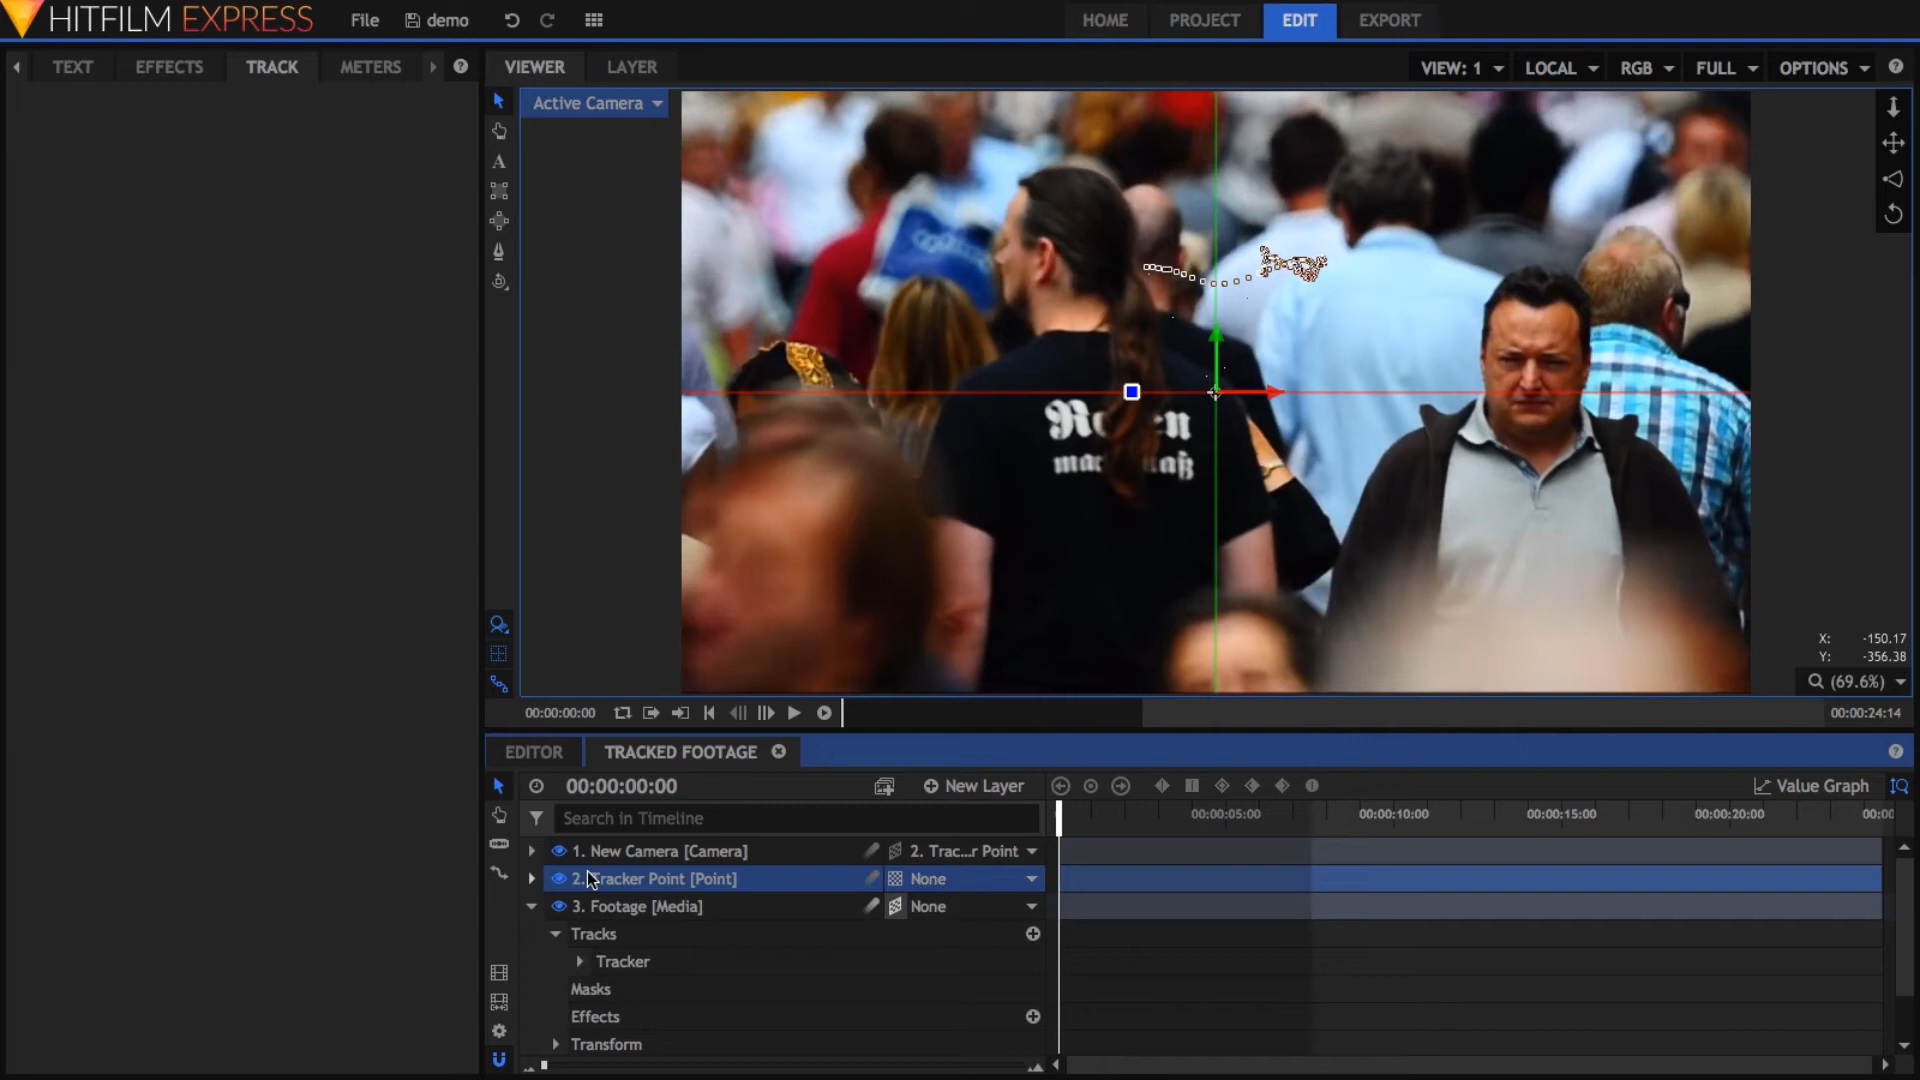 HITFILM EXPRESS
File
demo
HOME
PROJECT
EDIT
EXPORT
TEXT
EFFECTS
TRACK
METERS
VIEWER
LAYER
VIEW: 1
LOCAL
RGB
FULL
OPTIONS
Active Camera
X: -150.17
Y: -356.38
(69.6%)
00:00:00:00
00:00:24:14
EDITOR
TRACKED FOOTAGE
00:00:00:00
New Layer
Value Graph
Search in Timeline
00:00:05:00
00:00:10:00
00:00:15:00
00:00:20:00
00:00
1. New Camera [Camera]
2. Trac...r Point
2. Tracker Point [Point]
None
3. Footage [Media]
None
Tracks
Tracker
Masks
Effects
Transform